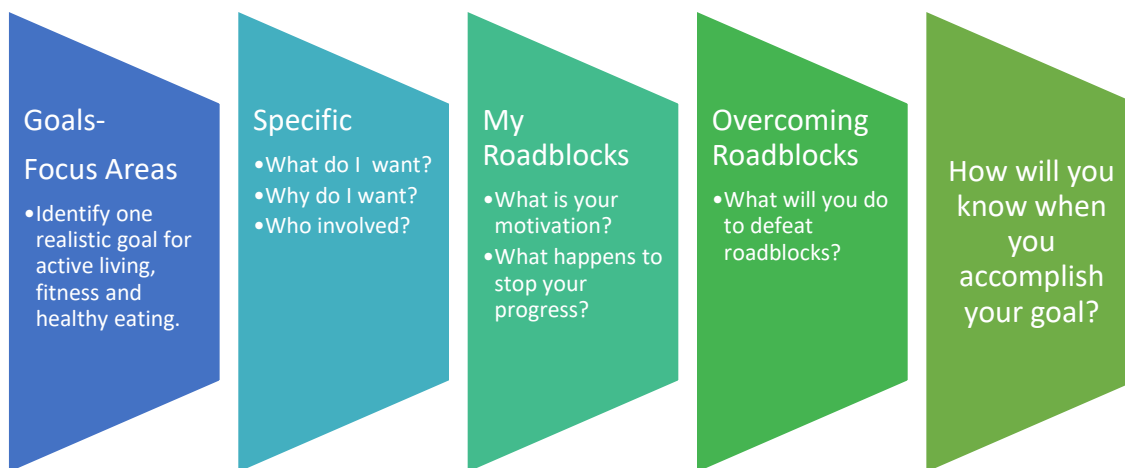 Goals-
Focus Areas
•Identify one
realistic goal for
active living,
fitness and
healthy eating.
Specific
•What do I  want?
•Why do I want?
•Who involved?
My
Roadblocks
•What is your
motivation?
•What happens to
stop your
progress?
Overcoming
Roadblocks
•What will you do
to defeat
roadblocks?
How will you
know when
you
accomplish
your goal?